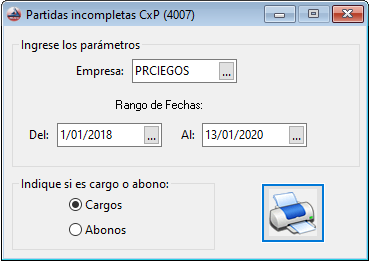 Partidas incompletas CxP (4007)
Ingrese los parámetros
Empresa: PRCIEGOS ...
Rango de Fechas:
Del: 1/01/2018 ... Al: 13/01/2020 ...
Indique si es cargo o abono:
Cargos
Abonos